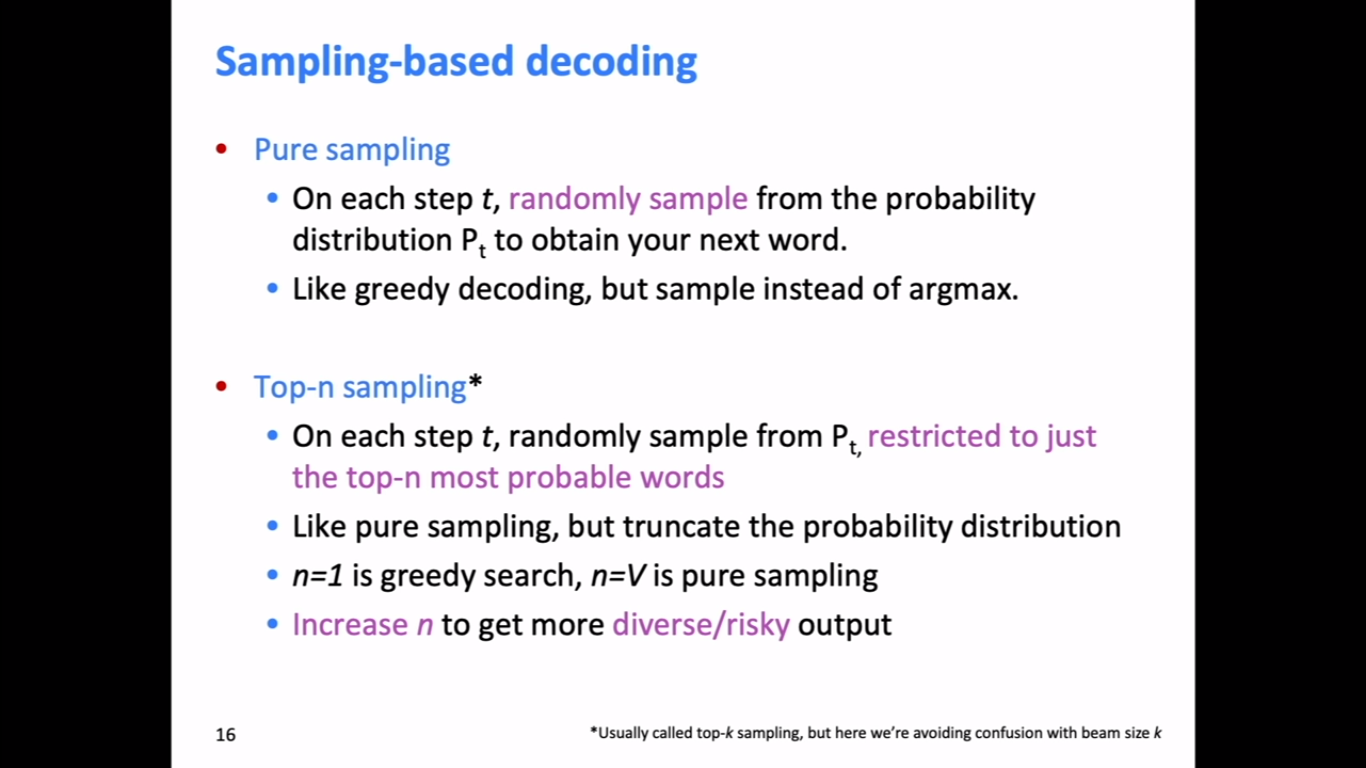 Sampling-based decoding
• Pure sampling
• On each step t, randomly sample from the probability
distribution Pt to obtain your next word.
• Like greedy decoding, but sample instead of argmax.
• Top-n sampling*
• On each step t, randomly sample from Pt, restricted to just
the top-n most probable words
• Like pure sampling, but truncate the probability distribution
• n=1 is greedy search, n=V is pure sampling
• Increase n to get more diverse/risky output
16
*Usually called top-k sampling, but here we’re avoiding confusion with beam size k